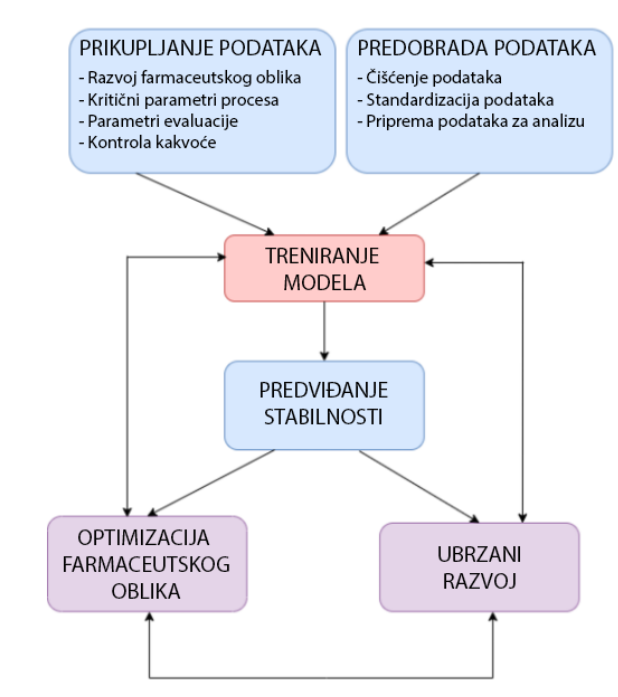 PRIKUPLJANJE PODATAKA
- Razvoj farmaceutskog oblika
- Kritični parametri procesa
- Parametri evaluacije
- Kontrola kakvoće
PREDOBRADA PODATAKA
- Čišćenje podataka
- Standardizacija podataka
- Priprema podataka za analizu
TRENIRANJE
MODELA
PREDVIĐANJE
STABILNOSTI
OPTIMIZACIJA
FARMACEUTSKOG
OBLIKA
UBRZANI
RAZVOJ